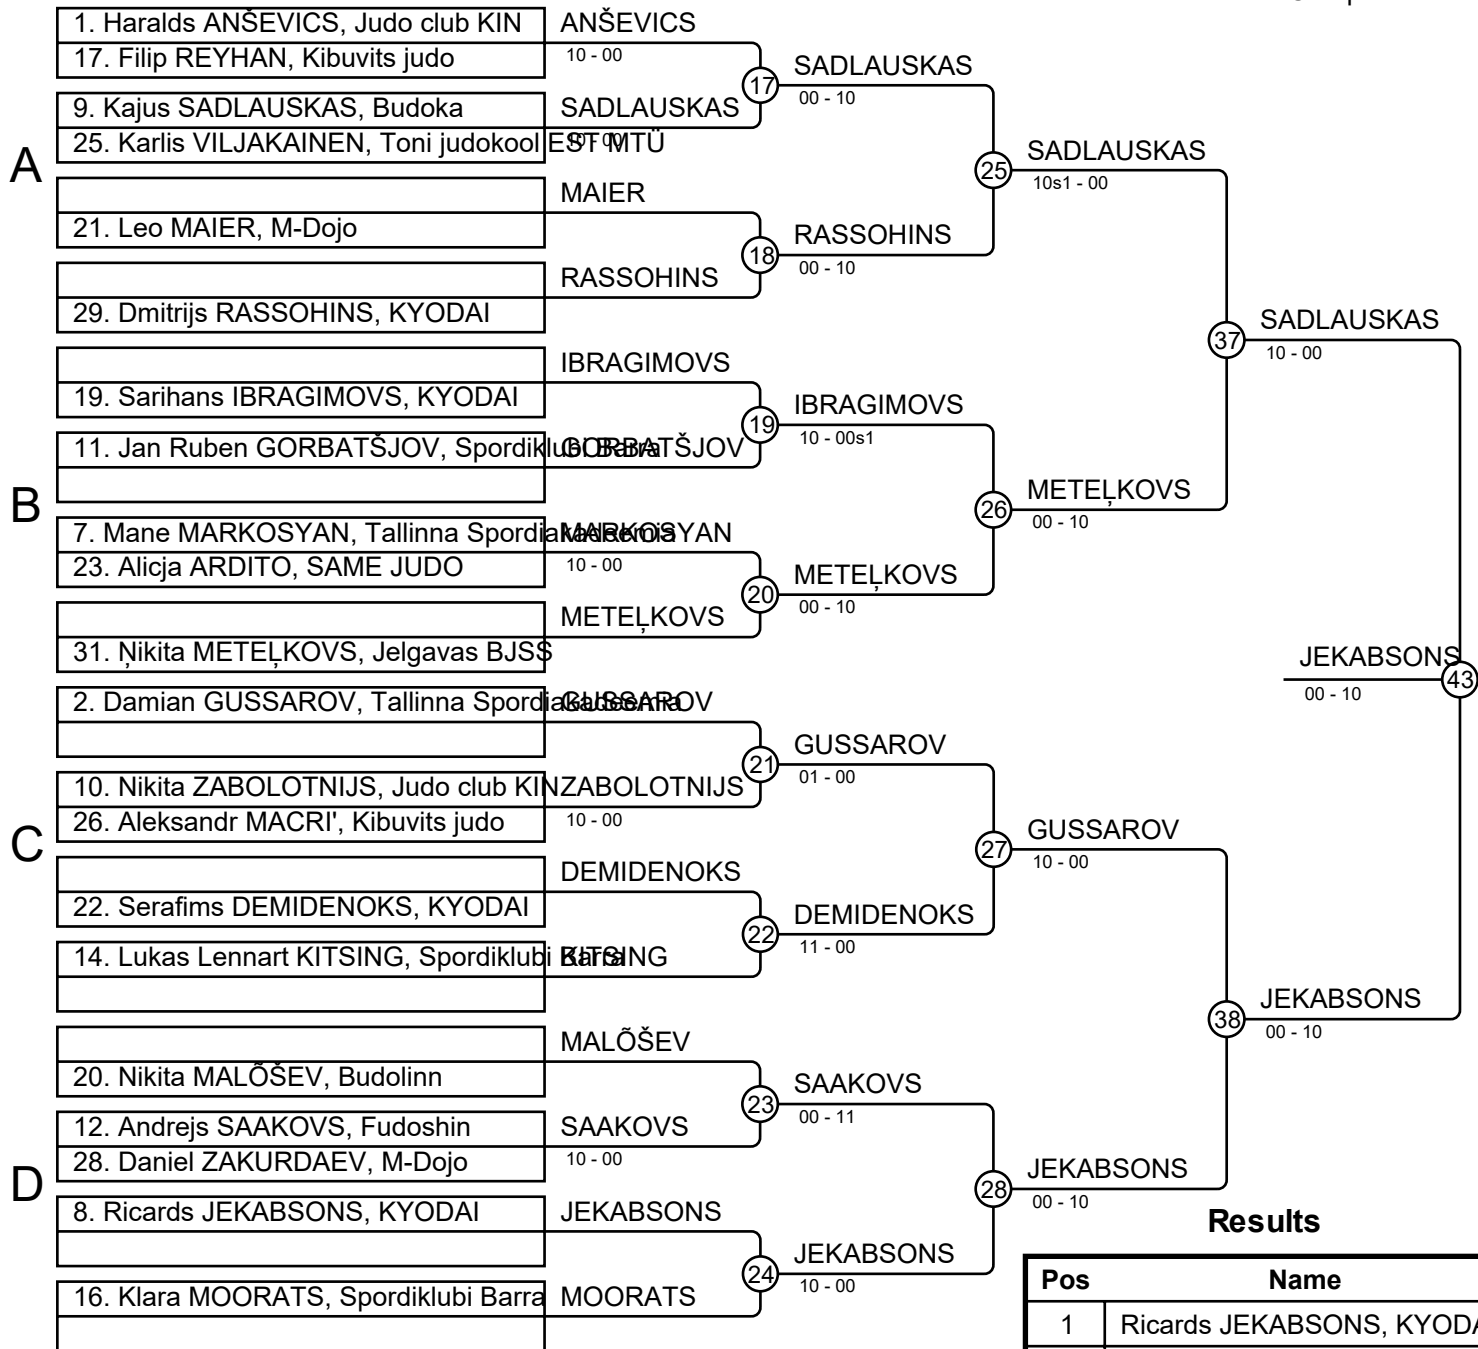 1. Haralds ANŠEVICS, Judo club KIN
17. Filip REYHAN, Kibuvits judo
9. Kajus SADLAUSKAS, Budoka
25. Karlis VILJAKAINEN, Toni judokool EST MTÜ
A
21. Leo MAIER, M-Dojo
29. Dmitrijs RASSOHINS, KYODAI
19. Sarihans IBRAGIMOVS, KYODAI
11. Jan Ruben GORBATŠJOV, Spordiklubi Barra
B
7. Mane MARKOSYAN, Tallinna Spordiakadeemia
23. Alicja ARDITO, SAME JUDO
31. Ņikita METEĻKOVS, Jelgavas BJSS
2. Damian GUSSAROV, Tallinna Spordiakadeemia
10. Nikita ZABOLOTNIJS, Judo club KIN
26. Aleksandr MACRI', Kibuvits judo
C
22. Serafims DEMIDENOKS, KYODAI
14. Lukas Lennart KITSING, Spordiklubi Barra
20. Nikita MALÕŠEV, Budolinn
12. Andrejs SAAKOVS, Fudoshin
28. Daniel ZAKURDAEV, M-Dojo
D
8. Ricards JEKABSONS, KYODAI
16. Klara MOORATS, Spordiklubi Barra
ANŠEVICS
10 - 00
SADLAUSKAS
10 - 00
MAIER
RASSOHINS
IBRAGIMOVS
GORBATŠJOV
MARKOSYAN
10 - 00
METEĻKOVS
GUSSAROV
ZABOLOTNIJS
10 - 00
DEMIDENOKS
KITSING
MALÕŠEV
SAAKOVS
10 - 00
JEKABSONS
MOORATS
17
SADLAUSKAS
00 - 10
18
RASSOHINS
00 - 10
19
IBRAGIMOVS
10 - 00s1
20
METEĻKOVS
00 - 10
21
GUSSAROV
01 - 00
22
DEMIDENOKS
11 - 00
23
SAAKOVS
00 - 11
24
JEKABSONS
10 - 00
25
SADLAUSKAS
10s1 - 00
26
METEĻKOVS
00 - 10
27
GUSSAROV
10 - 00
28
JEKABSONS
00 - 10
37
SADLAUSKAS
10 - 00
38
JEKABSONS
00 - 10
JEKABSONS
43
00 - 10
Results
Pos Name
1 Ricards JEKABSONS, KYODA